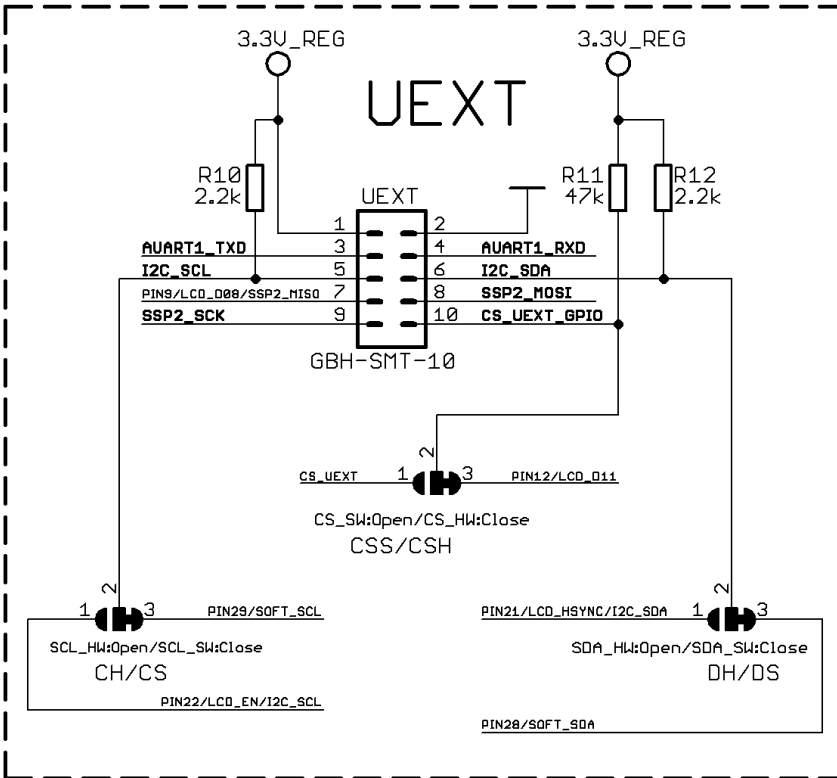 3.3V_REG
3.3V_REG
UEXT
R10
2.2k
R11
47k
R12
2.2k
UEXT
1
2
AUART1_TXD
3
4
AUART1_RXD
I2C_SCL
5
6
I2C_SDA
PIN9/LCD_D08/SSP2_MISO
7
8
SSP2_MOSI
SSP2_SCK
9
10
CS_UEXT_GPIO
GBH-SMT-10
2
CS_UEXT
1
3
PIN12/LCD_D11
CS_SW:Open/CS_HW:Close
CSS/CSH
2
1
3
PIN29/SOFT_SCL
SCL_HW:Open/SCL_SW:Close
CH/CS
PIN22/LCD_EN/I2C_SCL
2
PIN21/LCD_HSYNC/I2C_SDA
1
3
SDA_HW:Open/SDA_SW:Close
DH/DS
PIN28/SOFT_SDA